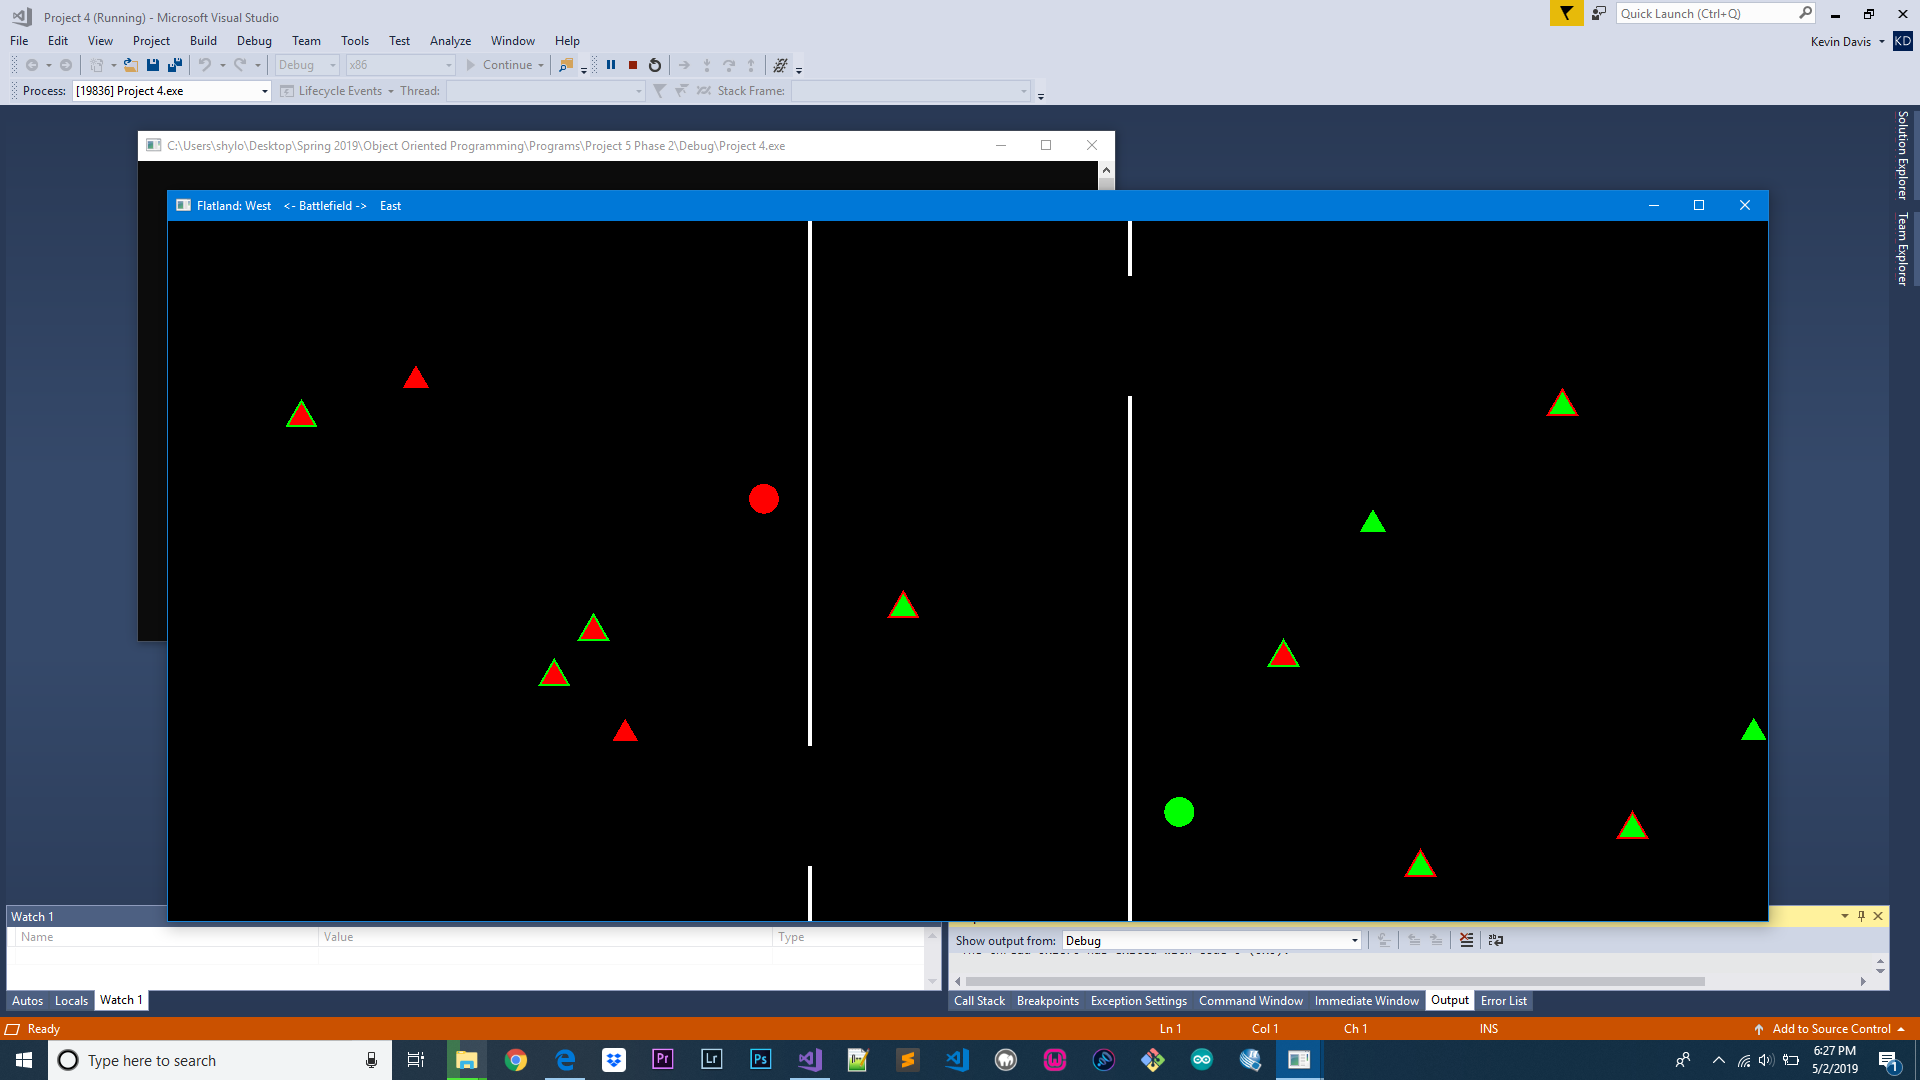 Project 4 (Running) - Microsoft Visual Studio
Quick Launch (Ctrl+Q)
File Edit View Project Build Debug Team Tools Test Analyze Window Help
Kevin Davis KD
Debug x86 Continue
Process: [19836] Project 4.exe Lifecycle Events Thread: Stack Frame:
Solution Explorer
Team Explorer
C:\Users\shylo\Desktop\Spring 2019\Object Oriented Programming\Programs\Project 5 Phase 2\Debug\Project 4.exe
Flatland: West <- Battlefield -> East
Watch 1
Name Value Type
Show output from: Debug
Autos Locals Watch 1
Call Stack Breakpoints Exception Settings Command Window Immediate Window Output Error List
Ready Ln 1 Col 1 Ch 1 INS Add to Source Control
Type here to search
Pr Lr Ps
6:27 PM
5/2/2019
1